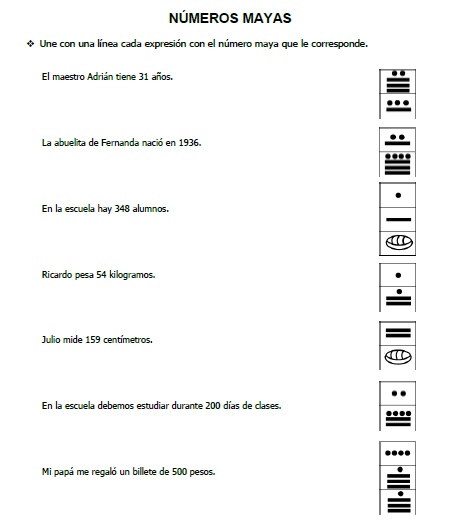 NÚMEROS MAYAS
❖ Une con una línea cada expresión con el número maya que le corresponde.
El maestro Adrián tiene 31 años.
La abuelita de Fernanda nació en 1936.
En la escuela hay 348 alumnos.
Ricardo pesa 54 kilogramos.
Julio mide 159 centímetros.
En la escuela debemos estudiar durante 200 días de clases.
Mi papá me regaló un billete de 500 pesos.